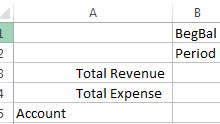 A B
1 BegBal
2 Period
3 Total Revenue
4 Total Expense
5 Account